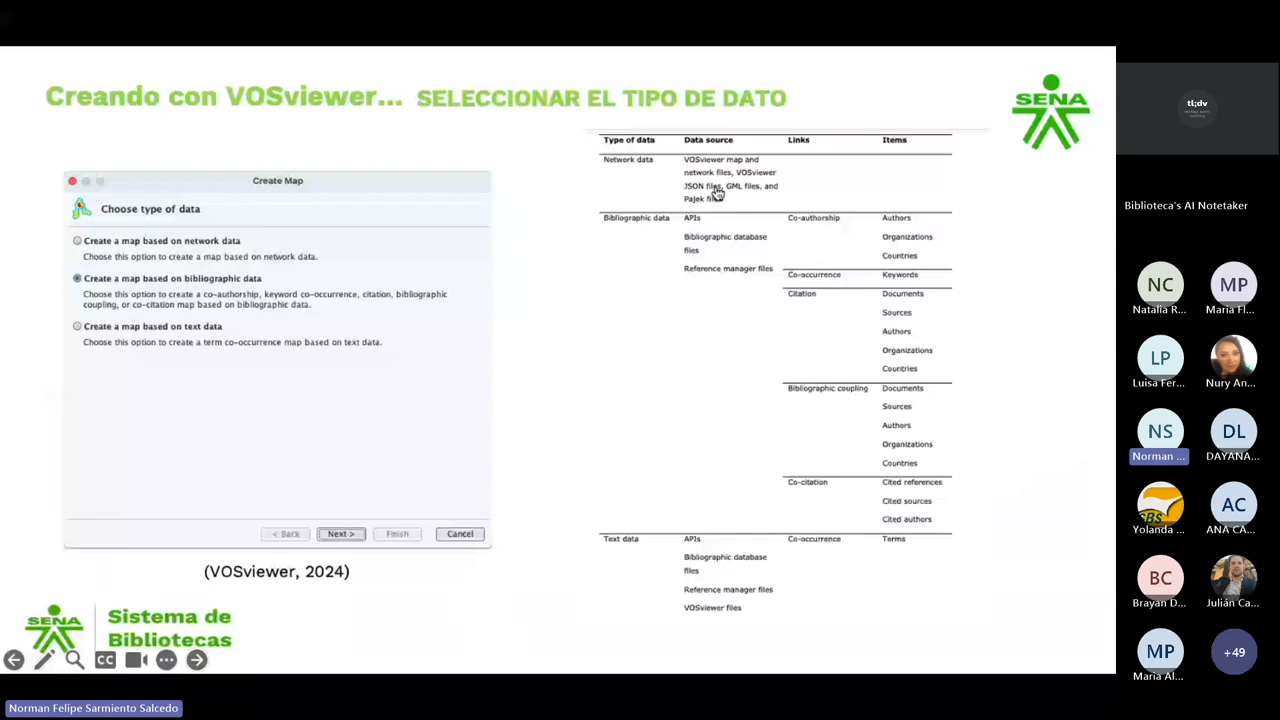 Creando con VOSviewer... SELECCIONAR EL TIPO DE DATO
SENA
Create Map
Choose type of data
Create a map based on network data
Choose this option to create a map based on network data.
Create a map based on bibliographic data
Choose this option to create a co-authorship, keyword co-occurrence, citation, bibliographic
coupling, or co-citation map based on bibliographic data.
Create a map based on text data
Choose this option to create a term co-occurrence map based on text data.
< Back Next > Finish Cancel
(VOSviewer, 2024)
Type of data Data source Links Items
Network data VOSviewer map and
network files, VOSviewer
JSON files, GML files, and
Pajek
Bibliographic data APIs Co-authorship Authors
Bibliographic database Organizations
files Countries
Reference manager files Co-occurrence Keywords
Citation Documents
Sources
Authors
Organizations
Countries
Bibliographic coupling Documents
Sources
Authors
Organizations
Countries
Co-citation Cited references
Cited sources
Cited authors
Text data APIs Co-occurrence Terms
Bibliographic database
files
Reference manager files
VOSviewer files
SENA
Sistema de
Bibliotecas
CC
Norman Felipe Sarmiento Salcedo
tl;dv
Biblioteca's AI Notetaker
NC MP
Natalia R... Maria Fl...
LP
Luisa Fer... Nury An...
NS DL
Norman ... DAYANA...
SBS AC
Yolanda ... ANA CA...
BC
Brayan D... Julián Ca...
MP +49
Maria Al...